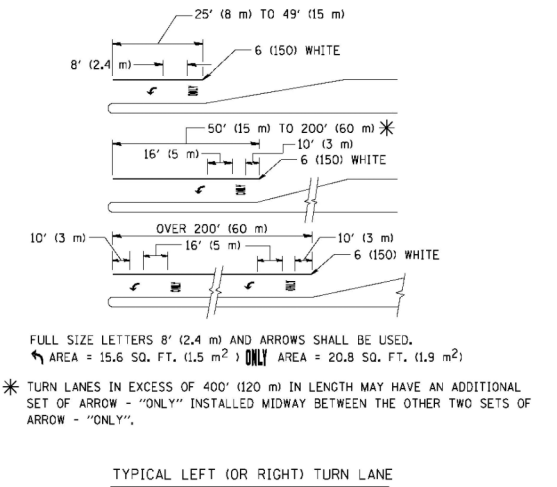 25' (8 m) TO 49' (15 m)
6 (150) WHITE
8' (2.4 m)
50' (15 m) TO 200' (60 m) ✳
16' (5 m)
10' (3 m)
6 (150) WHITE
OVER 200' (60 m)
10' (3 m)
16' (5 m)
10' (3 m)
6 (150) WHITE
FULL SIZE LETTERS 8' (2.4 m) AND ARROWS SHALL BE USED.
AREA = 15.6 SQ. FT. (1.5 m²) ONLY AREA = 20.8 SQ. FT. (1.9 m²)
✳ TURN LANES IN EXCESS OF 400' (120 m) IN LENGTH MAY HAVE AN ADDITIONAL
SET OF ARROW - "ONLY" INSTALLED MIDWAY BETWEEN THE OTHER TWO SETS OF
ARROW - "ONLY".
TYPICAL LEFT (OR RIGHT) TURN LANE